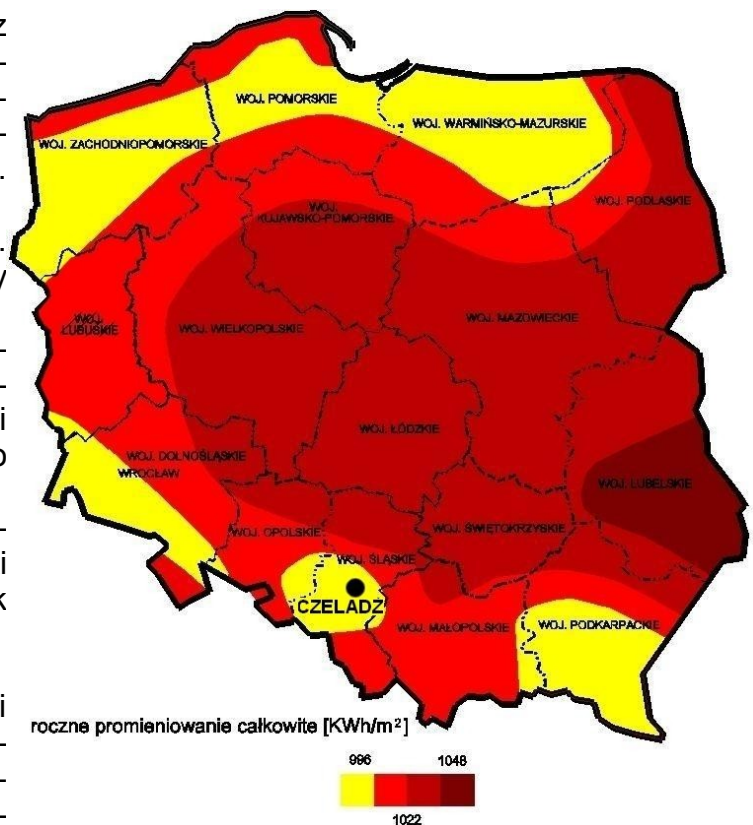 z
-
-
-
.
.
-
-
i
-
i
k
i
-
-
-
WOJ. POMORSKIE
WOJ. WARMIŃSKO-MAZURSKIE
WOJ. ZACHODNIOPOMORSKIE
WOJ. PODLASKIE
WOJ.
KUJAWSKO-POMORSKIE
WOJ.
LUBUSKIE
WOJ. WIELKOPOLSKIE
WOJ. MAZOWIECKIE
WOJ. ŁÓDZKIE
WOJ. DOLNOŚLĄSKIE
WROCŁAW
WOJ. LUBELSKIE
WOJ. OPOLSKIE
WOJ. ŚWIĘTOKRZYSKIE
WOJ. ŚLĄSKIE
CZELADŹ
WOJ. MAŁOPOLSKIE
WOJ. PODKARPACKIE
roczne promieniowanie całkowite [KWh/m²]
996 1048
1022